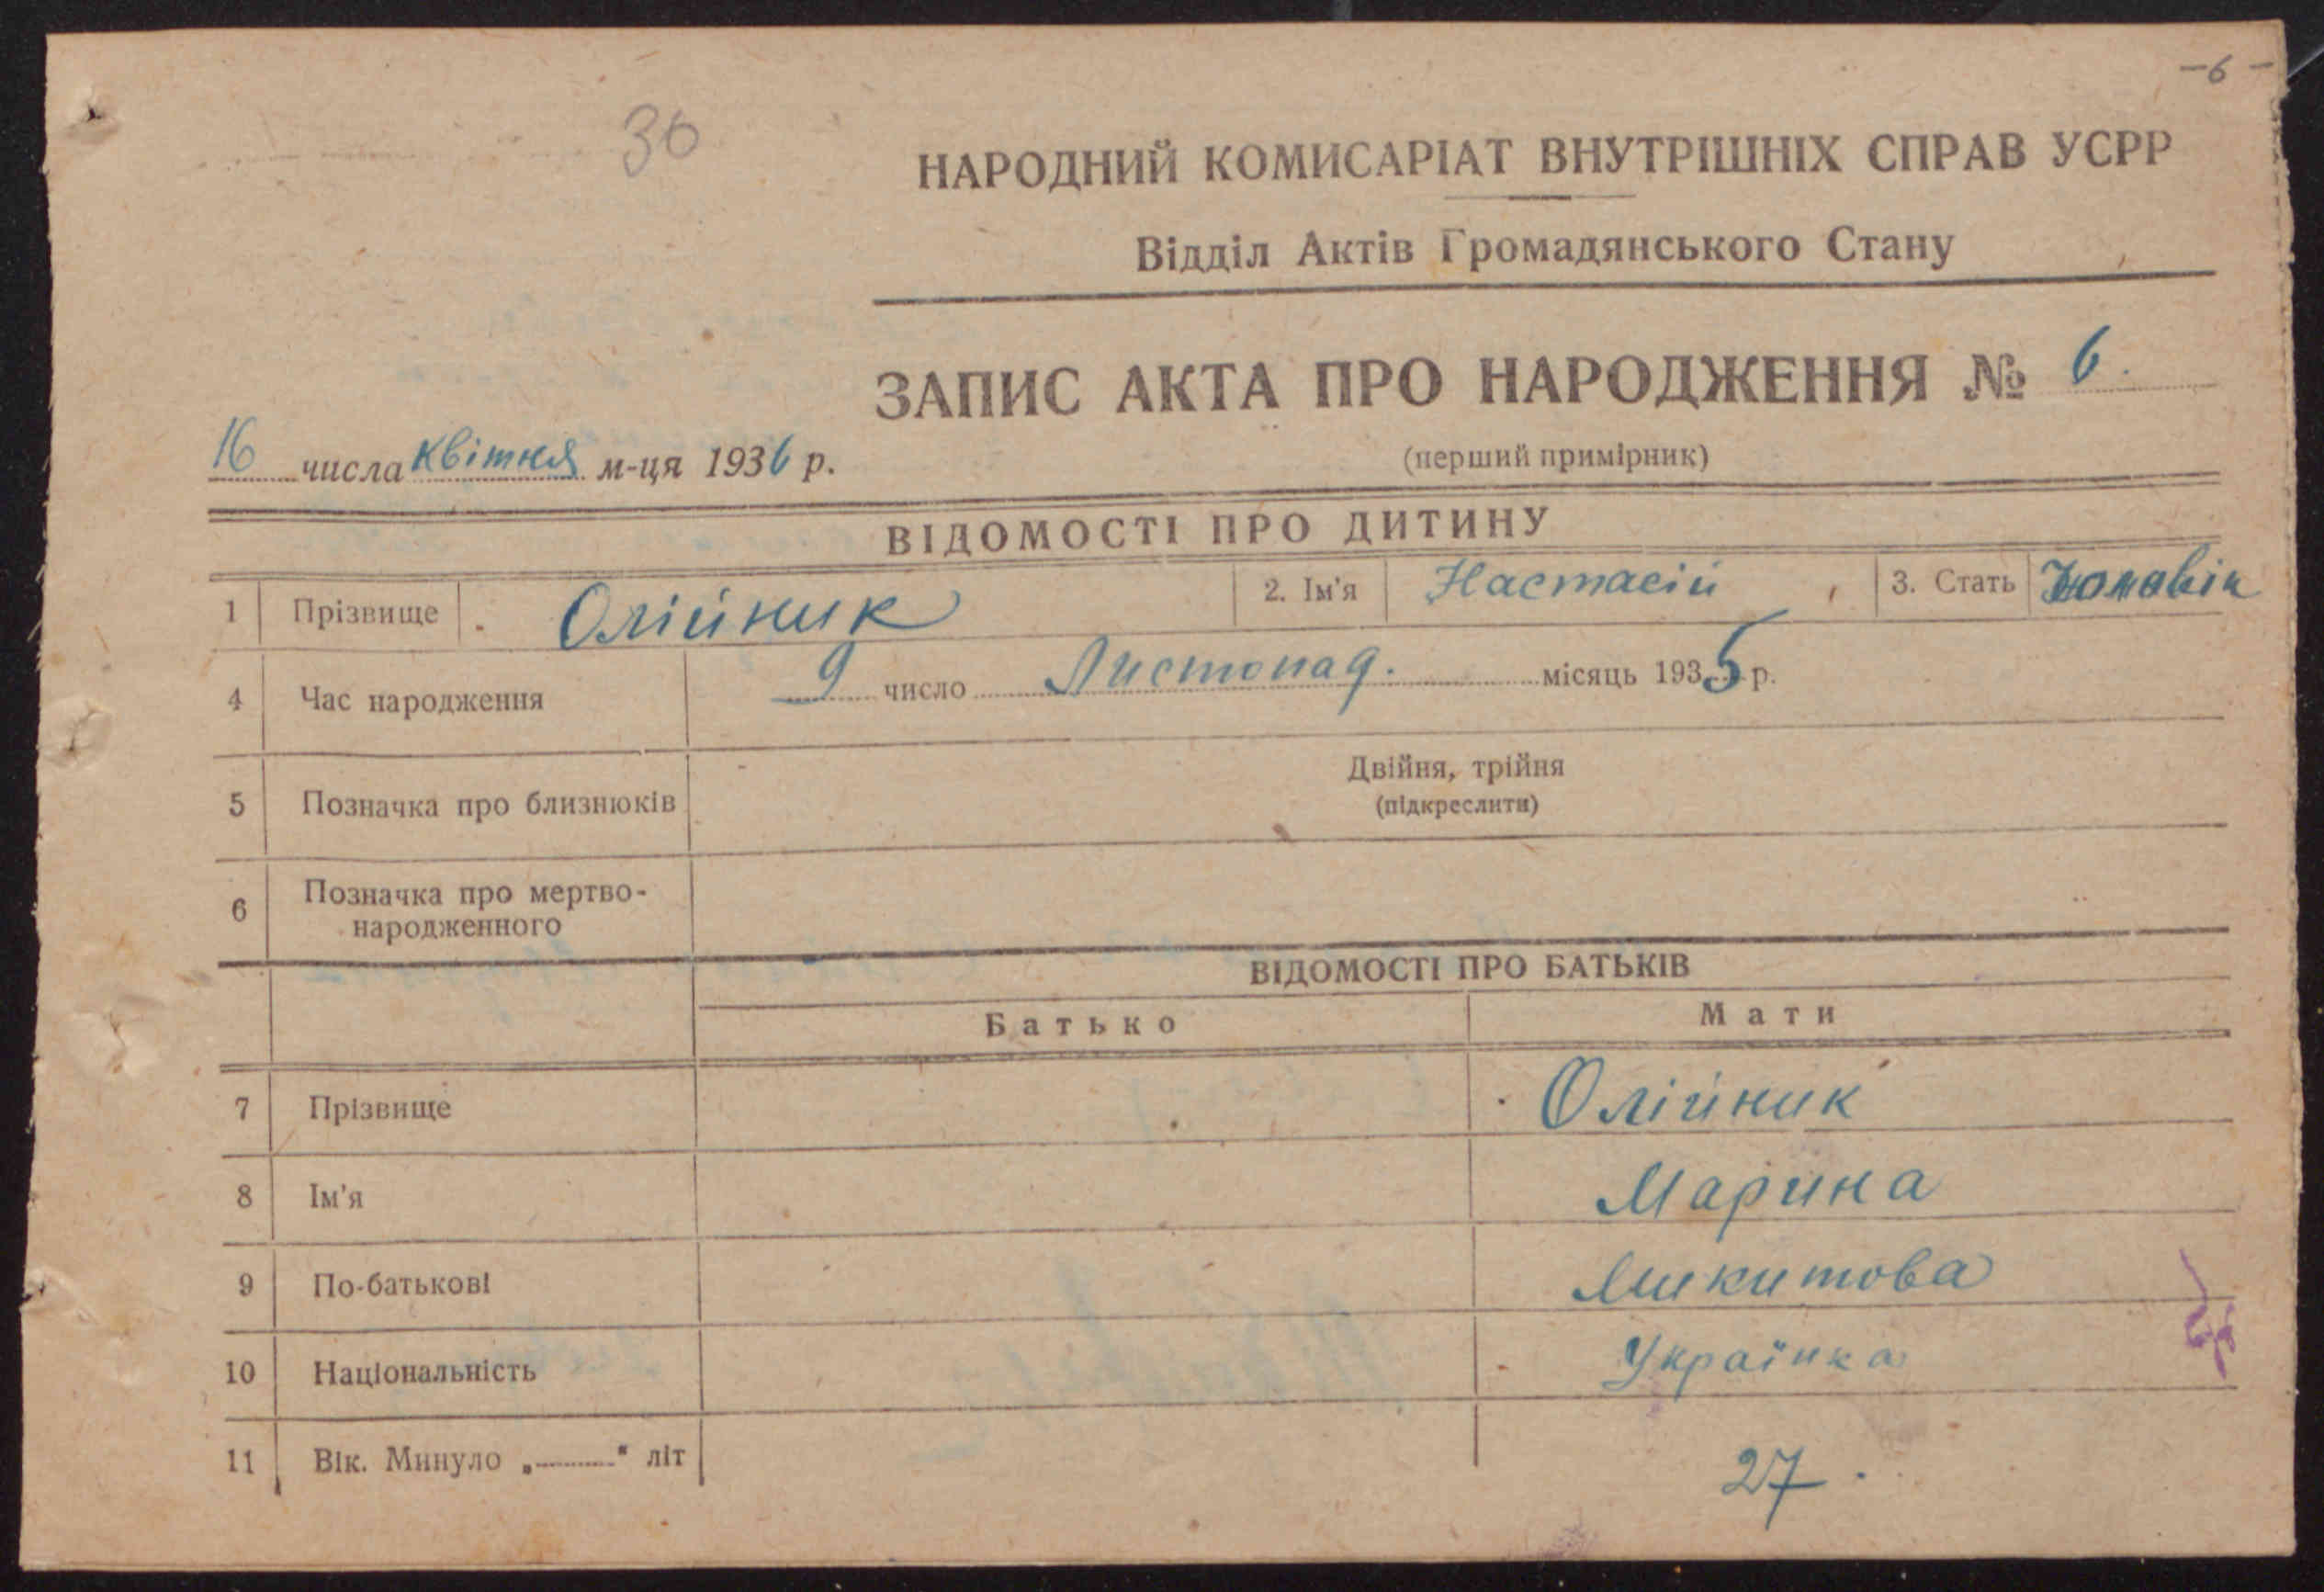 -6-
30
НАРОДНИЙ КОМИСАРІАТ ВНУТРІШНІХ СПРАВ УСРР
Відділ Актів Громадянського Стану
ЗАПИС АКТА ПРО НАРОДЖЕННЯ № 6.
16 числа квітня м-ця 1936 р.
(перший примірник)
ВІДОМОСТІ ПРО ДИТИНУ
1 Прізвище Олійник 2. Ім'я Настасій 3. Стать
4 Час народження 9 число Листопад. місяць 1935 р.
Двійня, трійня
5 Позначка про близнюків (підкреслити)
6 Позначка про мертво-
народженного
ВІДОМОСТІ ПРО БАТЬКІВ
Батько Мати
7 Прізвище Олійник
8 Ім'я Марина
9 По-батькові Микитова
10 Національність Українка
11 Вік. Минуло „........" літ 27.